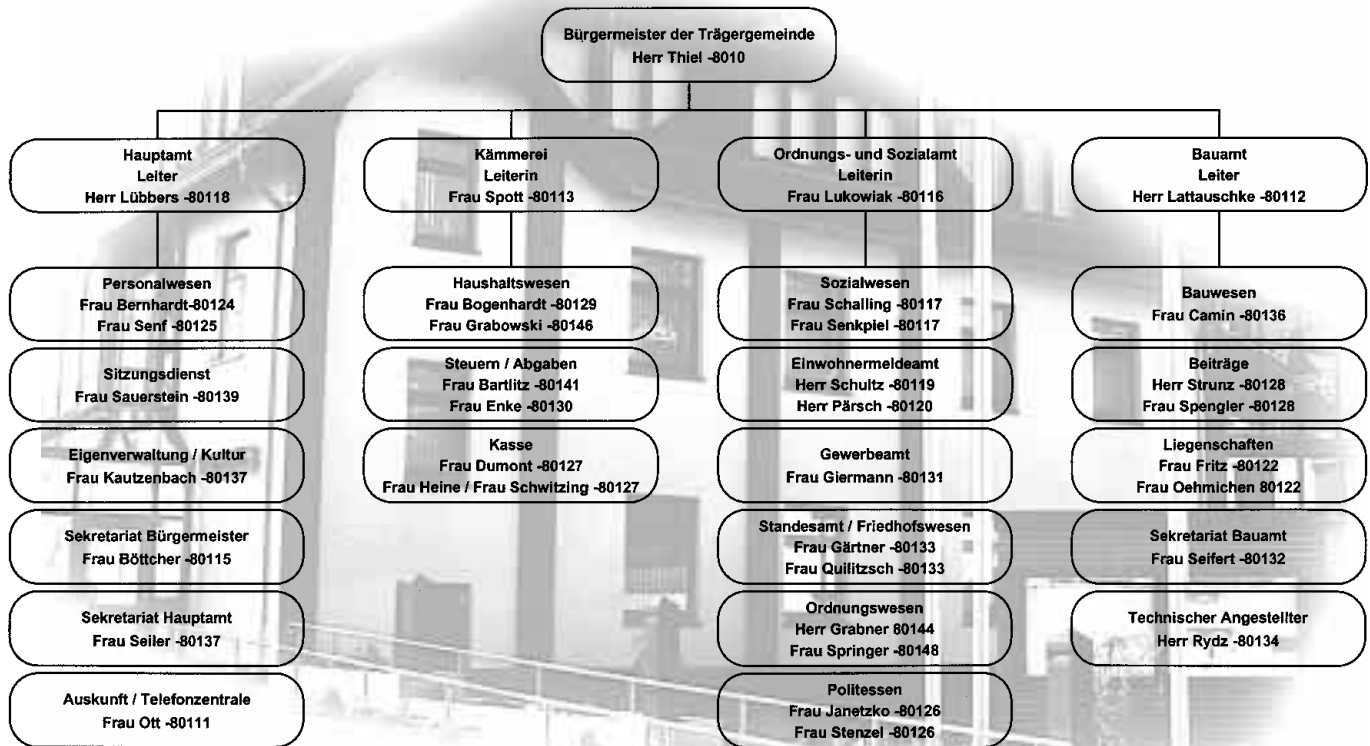 Bürgermeister der Trägergemeinde
Herr Thiel -8010
Hauptamt
Leiter
Herr Lübbers -80118
Personalwesen
Frau Bernhardt-80124
Frau Senf -80125
Sitzungsdienst
Frau Sauerstein -80139
Eigenverwaltung / Kultur
Frau Kautzenbach -80137
Sekretariat Bürgermeister
Frau Böttcher -80115
Sekretariat Hauptamt
Frau Seiler -80137
Auskunft / Telefonzentrale
Frau Ott -80111
Kämmerei
Leiterin
Frau Spott -80113
Haushaltswesen
Frau Bogenhardt -80129
Frau Grabowski -80146
Steuern / Abgaben
Frau Bartlitz -80141
Frau Enke -80130
Kasse
Frau Dumont -80127
Frau Heine / Frau Schwitzing -80127
Ordnungs- und Sozialamt
Leiterin
Frau Lukowiak -80116
Sozialwesen
Frau Schalling -80117
Frau Senkpiel -80117
Einwohnermeldeamt
Herr Schultz -80119
Herr Pärsch -80120
Gewerbeamt
Frau Giermann -80131
Standesamt / Friedhofswesen
Frau Gärtner -80133
Frau Quilitzsch -80133
Ordnungswesen
Herr Grabner 80144
Frau Springer -80148
Politessen
Frau Janetzko -80126
Frau Stenzel -80126
Bauamt
Leiter
Herr Lattauschke -80112
Bauwesen
Frau Camin -80136
Beiträge
Herr Strunz -80128
Frau Spengler -80128
Liegenschaften
Frau Fritz -80122
Frau Oehmichen 80122
Sekretariat Bauamt
Frau Seifert -80132
Technischer Angestellter
Herr Rydz -80134